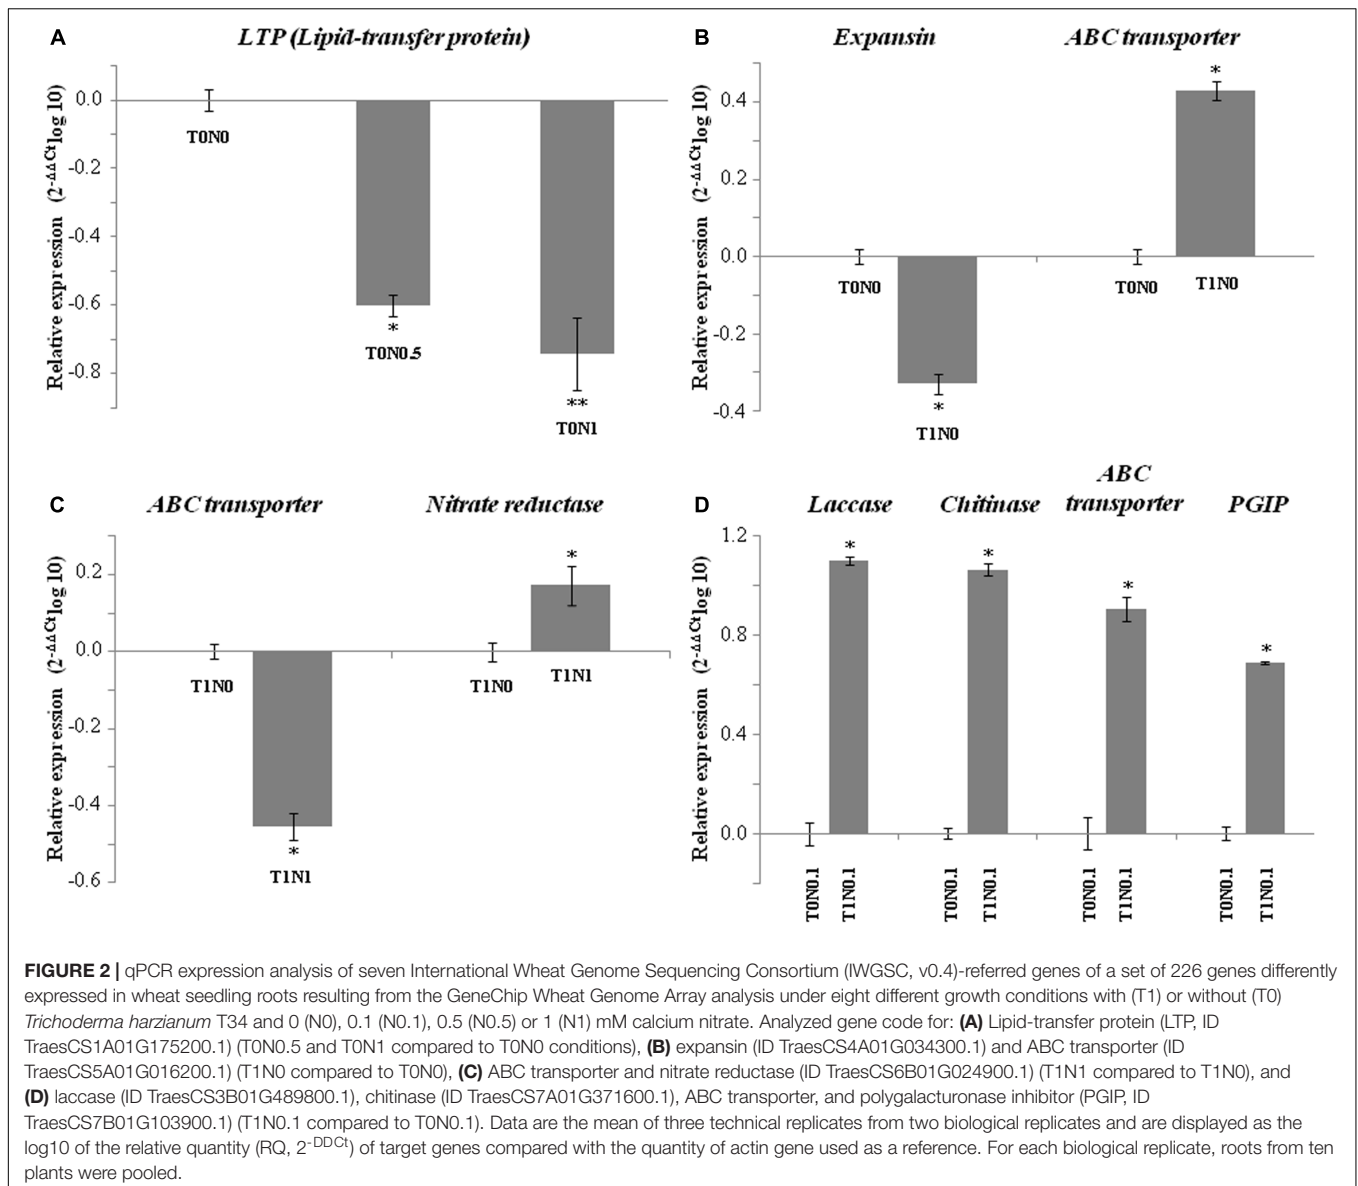 A
LTP (Lipid-transfer protein)
Relative expression (2-ΔΔCtlog 10)
0.0
-0.2
-0.4
-0.6
-0.8
T0N0
*
T0N0.5
**
T0N1
B
Expansin
ABC transporter
Relative expression (2-ΔΔCtlog 10)
0.4
0.2
0.0
-0.2
-0.4
T0N0
*
T1N0
T0N0
*
T1N0
C
ABC transporter
Nitrate reductase
Relative expression (2-ΔΔCtlog 10)
0.2
0.0
-0.2
-0.4
-0.6
T1N0
*
T1N1
T1N0
*
T1N1
D
Laccase
Chitinase
ABC
transporter
PGIP
Relative expression (2-ΔΔCtlog 10)
1.2
0.8
0.4
0.0
*
*
*
*
T0N0.1
T1N0.1
T0N0.1
T1N0.1
T0N0.1
T1N0.1
T0N0.1
T1N0.1
FIGURE 2 | qPCR expression analysis of seven International Wheat Genome Sequencing Consortium (IWGSC, v0.4)-referred genes of a set of 226 genes differently
expressed in wheat seedling roots resulting from the GeneChip Wheat Genome Array analysis under eight different growth conditions with (T1) or without (T0)
Trichoderma harzianum T34 and 0 (N0), 0.1 (N0.1), 0.5 (N0.5) or 1 (N1) mM calcium nitrate. Analyzed gene code for: (A) Lipid-transfer protein (LTP, ID
TraesCS1A01G175200.1) (T0N0.5 and T0N1 compared to T0N0 conditions), (B) expansin (ID TraesCS4A01G034300.1) and ABC transporter (ID
TraesCS5A01G016200.1) (T1N0 compared to T0N0), (C) ABC transporter and nitrate reductase (ID TraesCS6B01G024900.1) (T1N1 compared to T1N0), and
(D) laccase (ID TraesCS3B01G489800.1), chitinase (ID TraesCS7A01G371600.1), ABC transporter, and polygalacturonase inhibitor (PGIP, ID
TraesCS7B01G103900.1) (T1N0.1 compared to T0N0.1). Data are the mean of three technical replicates from two biological replicates and are displayed as the
log10 of the relative quantity (RQ, 2-DDCt) of target genes compared with the quantity of actin gene used as a reference. For each biological replicate, roots from ten
plants were pooled.